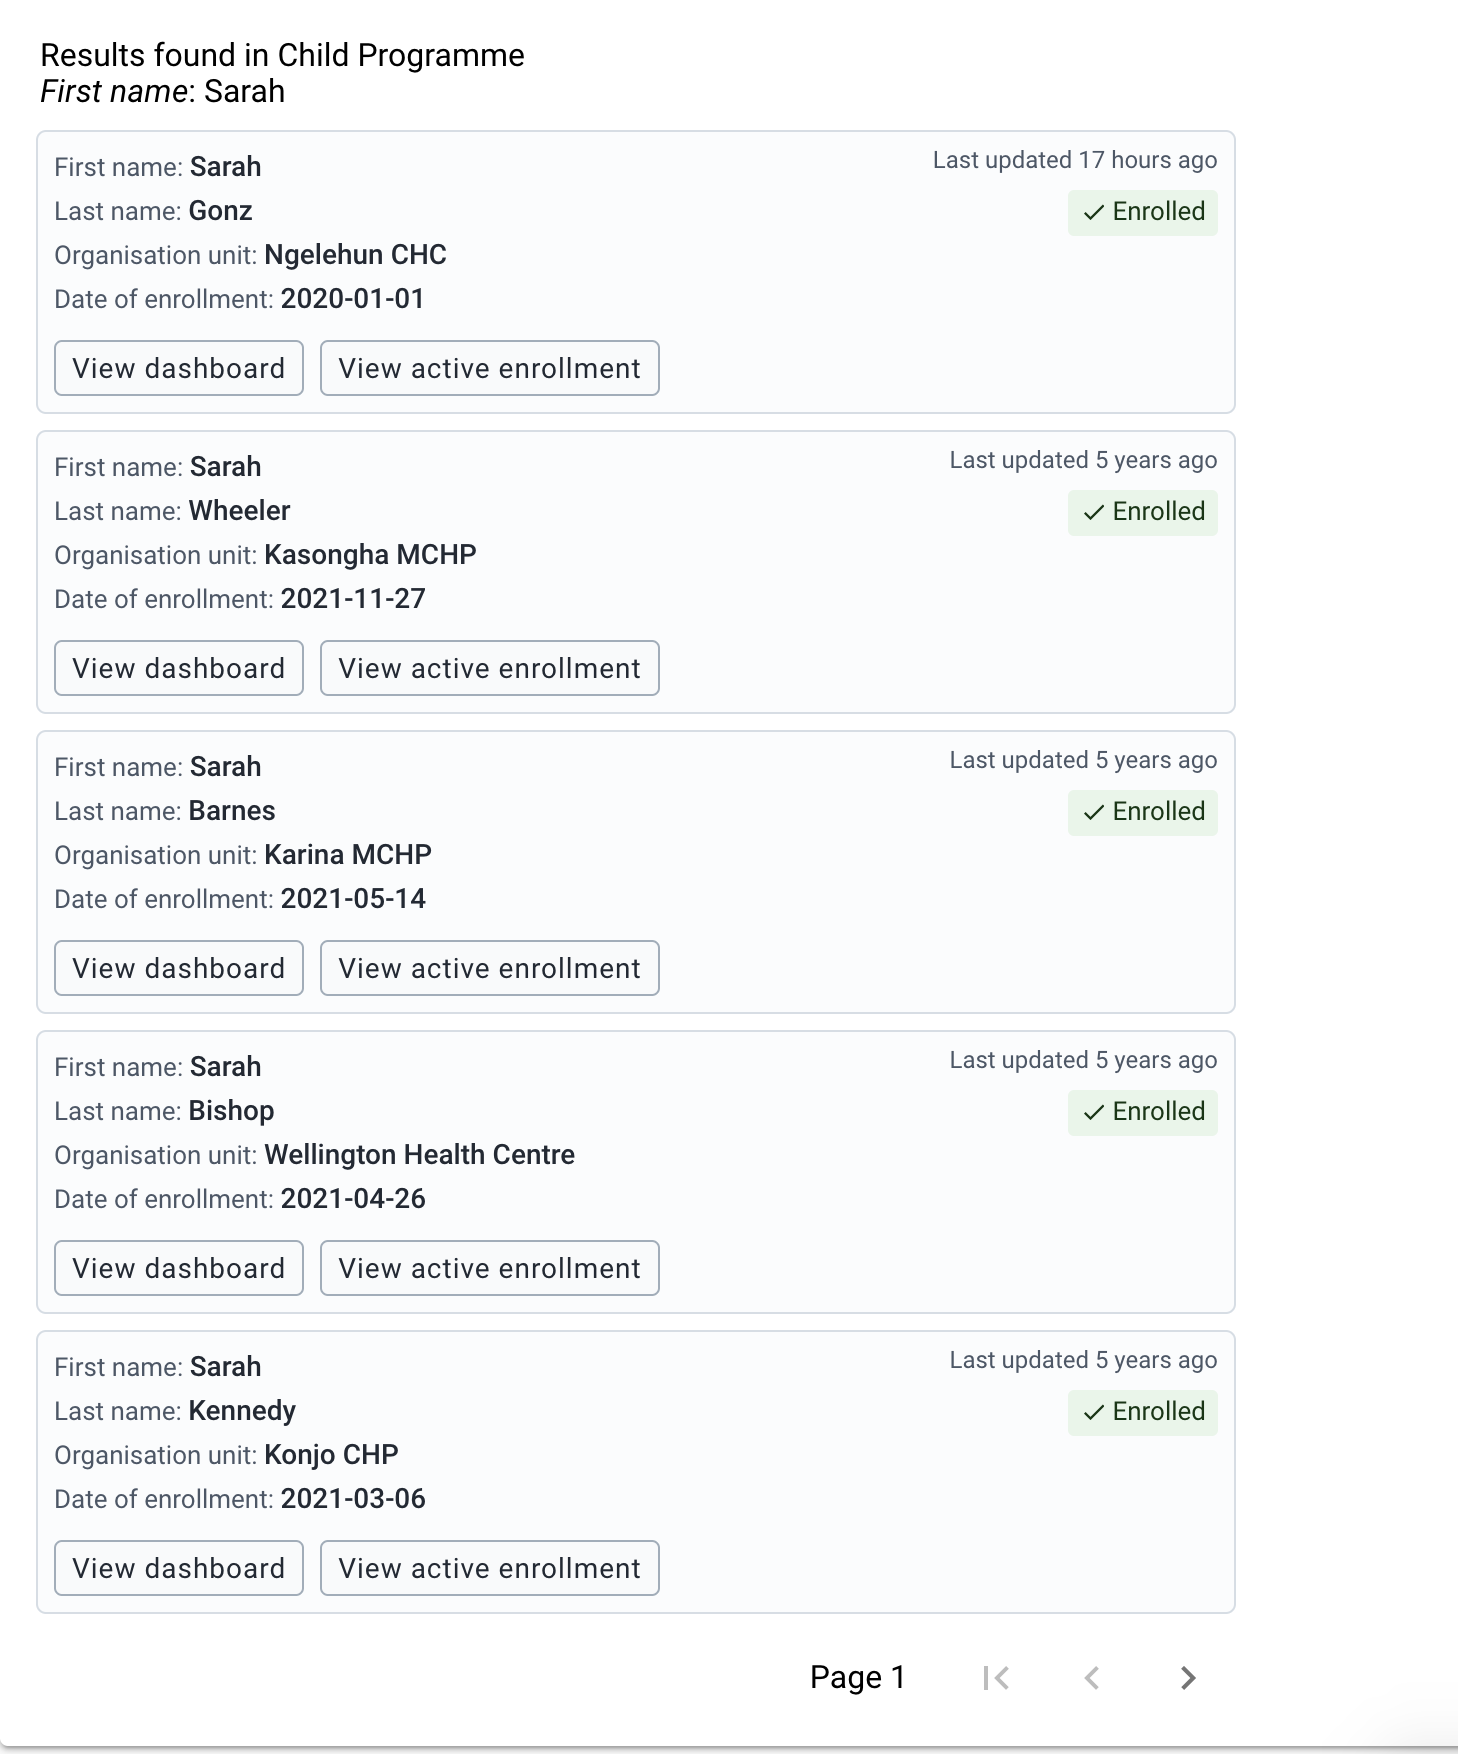 Results found in Child Programme
First name: Sarah
First name: Sarah
Last updated 17 hours ago
Last name: Gonz
Enrolled
Organisation unit: Ngelehun CHC
Date of enrollment: 2020-01-01
View dashboard
View active enrollment
First name: Sarah
Last updated 5 years ago
Last name: Wheeler
Enrolled
Organisation unit: Kasongha MCHP
Date of enrollment: 2021-11-27
View dashboard
View active enrollment
First name: Sarah
Last updated 5 years ago
Last name: Barnes
Enrolled
Organisation unit: Karina MCHP
Date of enrollment: 2021-05-14
View dashboard
View active enrollment
First name: Sarah
Last updated 5 years ago
Last name: Bishop
Enrolled
Organisation unit: Wellington Health Centre
Date of enrollment: 2021-04-26
View dashboard
View active enrollment
First name: Sarah
Last updated 5 years ago
Last name: Kennedy
Enrolled
Organisation unit: Konjo CHP
Date of enrollment: 2021-03-06
View dashboard
View active enrollment
Page 1